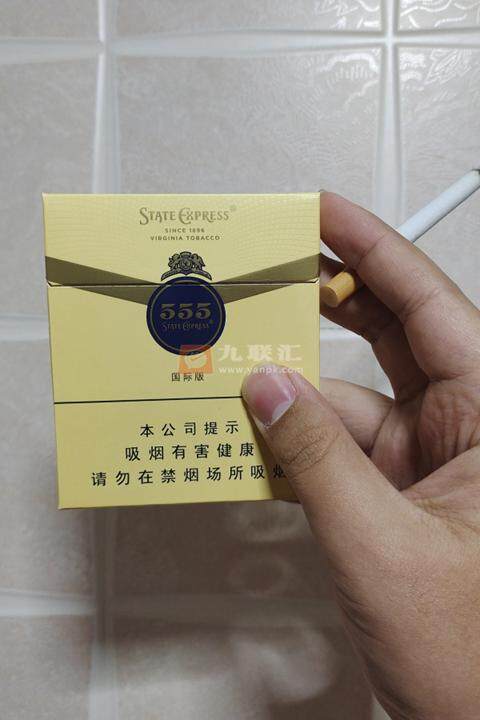 STATE EXPRESS®
SINCE 1896
VIRGINIA TOBACCO
555
STATE EXPRESS
九联汇
www.yanpk.com
国际版
本公司提示
吸烟有害健康
请勿在禁烟场所吸烟